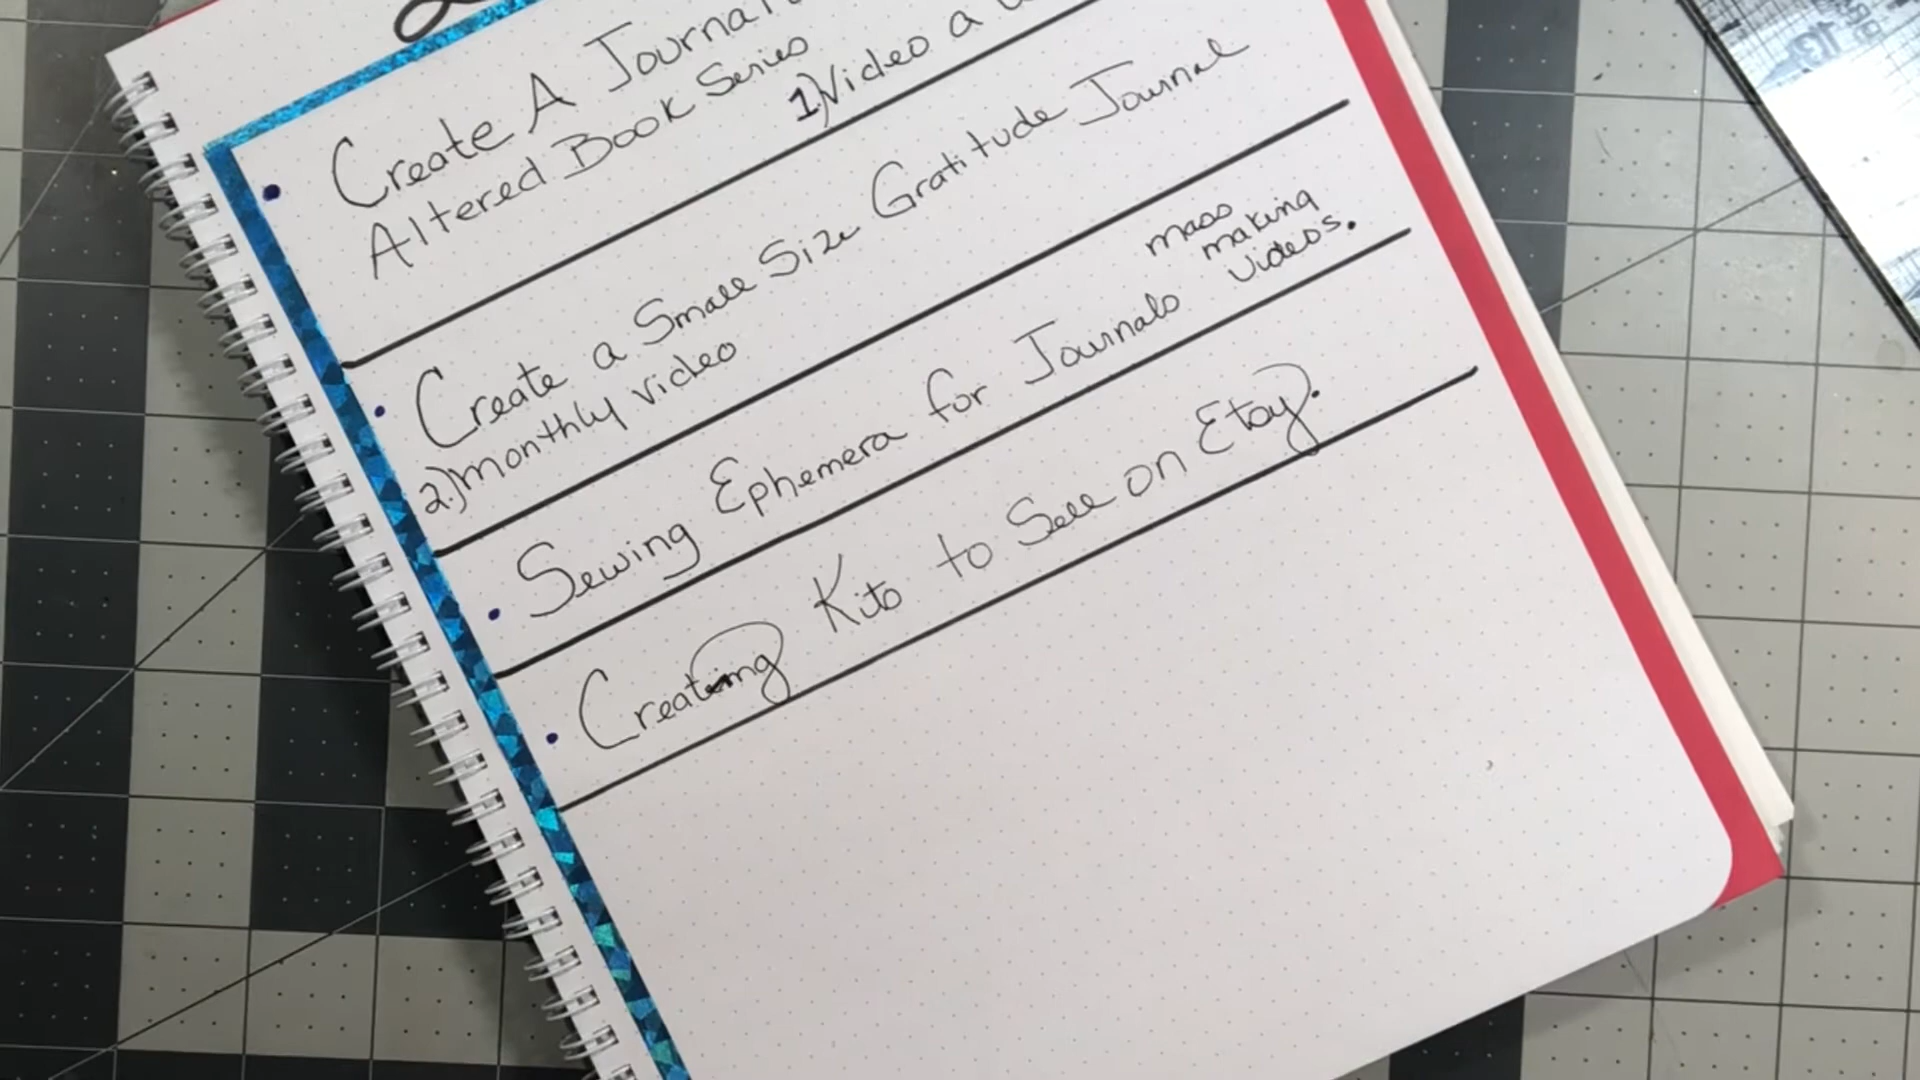 Create A Journal
Altered Book Series
1) Video a
Create a Small Size Gratitude Journal
2.) monthly video
mass
making
videos.
Sewing Ephemera for Journals
Creating Kits to Sell on Etsy.
13